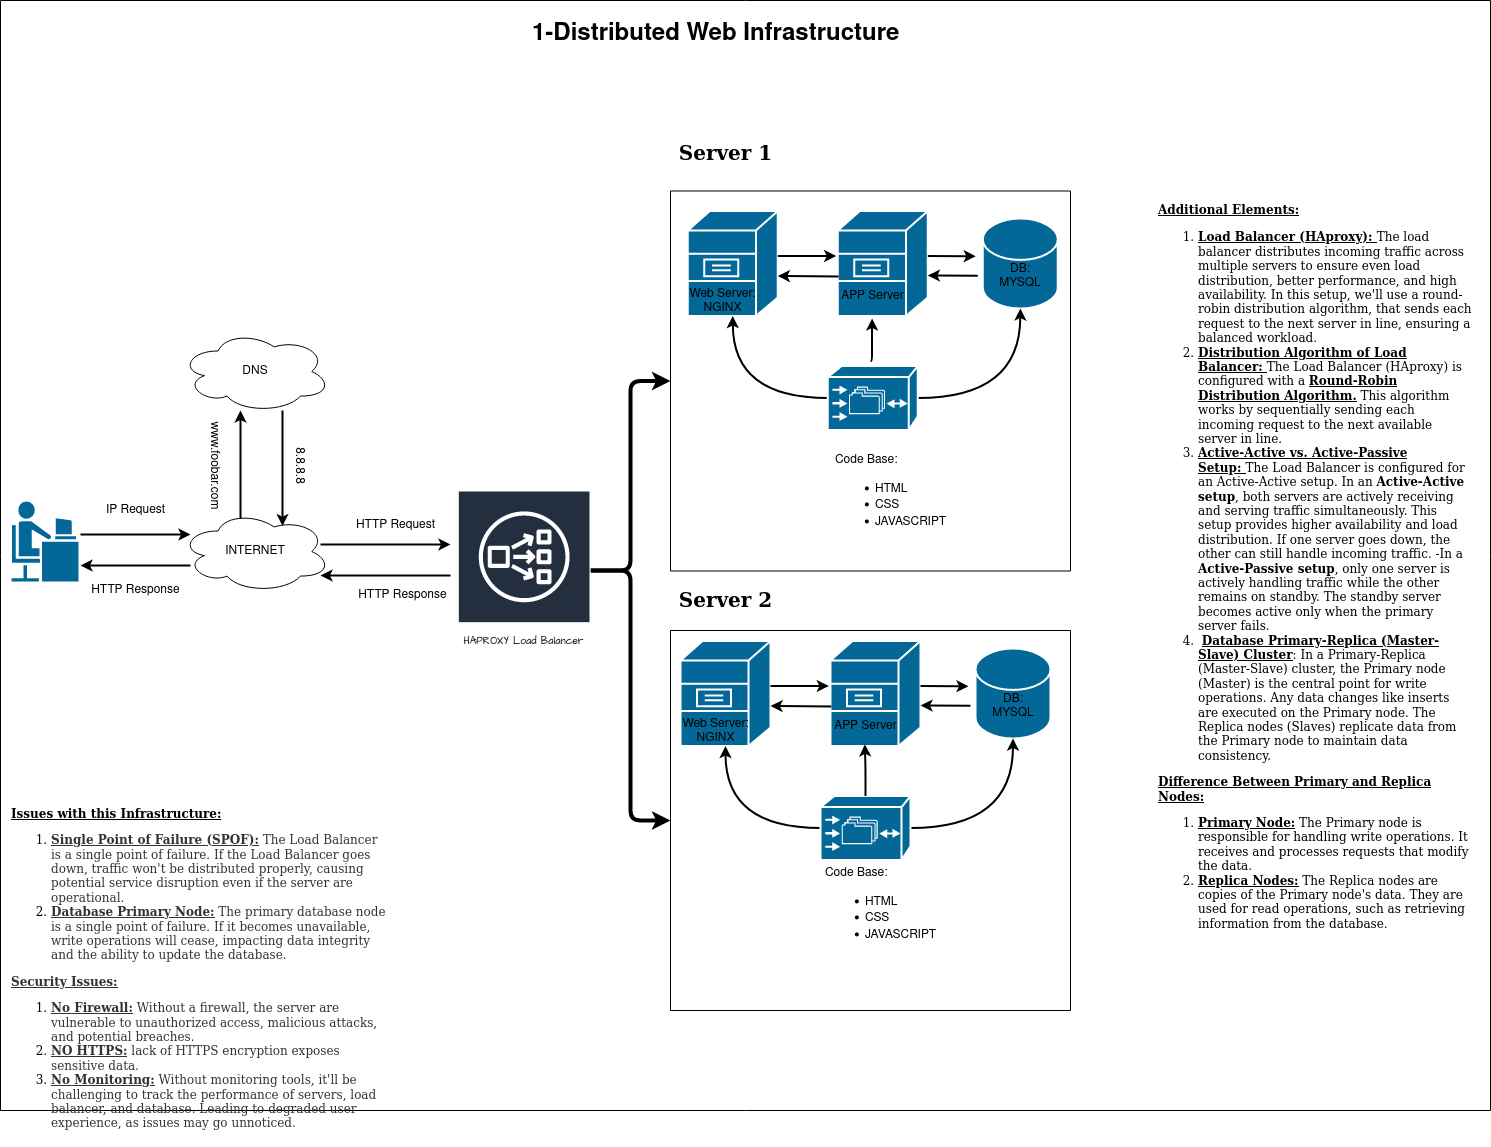 1-Distributed Web Infrastructure
Server 1
Web Server:
NGINX
APP Server
DB:
MYSQL
Code Base:
• HTML
• CSS
• JAVASCRIPT
DNS
www.foobar.com
8.8.8.8
IP Request
INTERNET
HTTP Request
HTTP Response
HTTP Response
HAPROXY Load Balancer
Server 2
Web Server:
NGINX
APP Server
DB:
MYSQL
Code Base:
• HTML
• CSS
• JAVASCRIPT
Issues with this Infrastructure:
1. Single Point of Failure (SPOF): The Load Balancer
is a single point of failure. If the Load Balancer goes
down, traffic won't be distributed properly, causing
potential service disruption even if the server are
operational.
2. Database Primary Node: The primary database node
is a single point of failure. If it becomes unavailable,
write operations will cease, impacting data integrity
and the ability to update the database.
Security Issues:
1. No Firewall: Without a firewall, the server are
vulnerable to unauthorized access, malicious attacks,
and potential breaches.
2. NO HTTPS: lack of HTTPS encryption exposes
sensitive data.
3. No Monitoring: Without monitoring tools, it'll be
challenging to track the performance of servers, load
balancer, and database. Leading to degraded user
experience, as issues may go unnoticed.
Additional Elements:
1. Load Balancer (HAproxy): The load
balancer distributes incoming traffic across
multiple servers to ensure even load
distribution, better performance, and high
availability. In this setup, we'll use a round-
robin distribution algorithm, that sends each
request to the next server in line, ensuring a
balanced workload.
2. Distribution Algorithm of Load
Balancer: The Load Balancer (HAproxy) is
configured with a Round-Robin
Distribution Algorithm. This algorithm
works by sequentially sending each
incoming request to the next available
server in line.
3. Active-Active vs. Active-Passive
Setup: The Load Balancer is configured for
an Active-Active setup. In an Active-Active
setup, both servers are actively receiving
and serving traffic simultaneously. This
setup provides higher availability and load
distribution. If one server goes down, the
other can still handle incoming traffic. -In a
Active-Passive setup, only one server is
actively handling traffic while the other
remains on standby. The standby server
becomes active only when the primary
server fails.
4. Database Primary-Replica (Master-
Slave) Cluster: In a Primary-Replica
(Master-Slave) cluster, the Primary node
(Master) is the central point for write
operations. Any data changes like inserts
are executed on the Primary node. The
Replica nodes (Slaves) replicate data from
the Primary node to maintain data
consistency.
Difference Between Primary and Replica
Nodes:
1. Primary Node: The Primary node is
responsible for handling write operations. It
receives and processes requests that modify
the data.
2. Replica Nodes: The Replica nodes are
copies of the Primary node's data. They are
used for read operations, such as retrieving
information from the database.